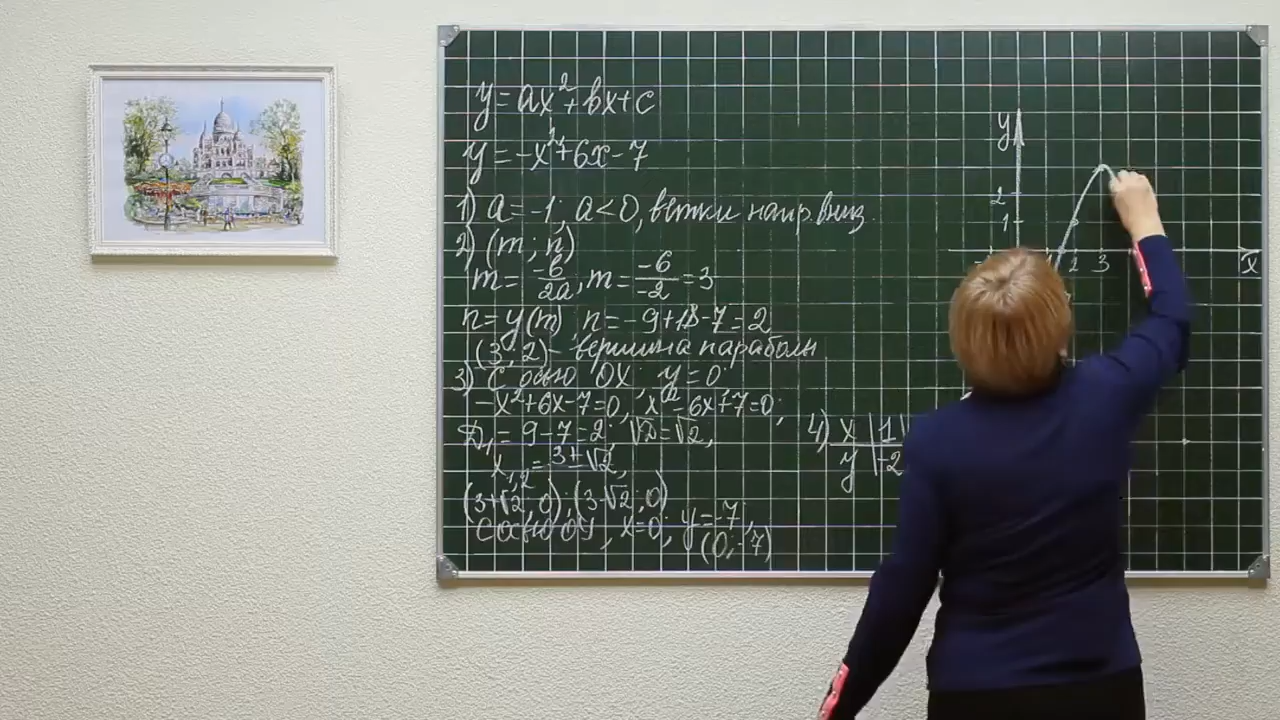 y = ax² + bx + c
y = -x² + 6x - 7
1) a = -1; a < 0, ветки напр. вниз.
2) (m; n)
m = -6/2a, m = -6/-2 = 3
n = y(m), n = -9+18-7=2
(3; 2) - вершина параболы
3) С осью OX; y = 0;
-x²+6x-7=0, x²-6x+7=0;
D₁ = 9-7=2; √D=√2,
x₁,₂ = 3±√2,
(3+√2; 0); (3-√2; 0)
С осью OY, x=0; y=-7,
(0; -7)
4) x | 1 |
y | -2
y
2
1
2 3 x